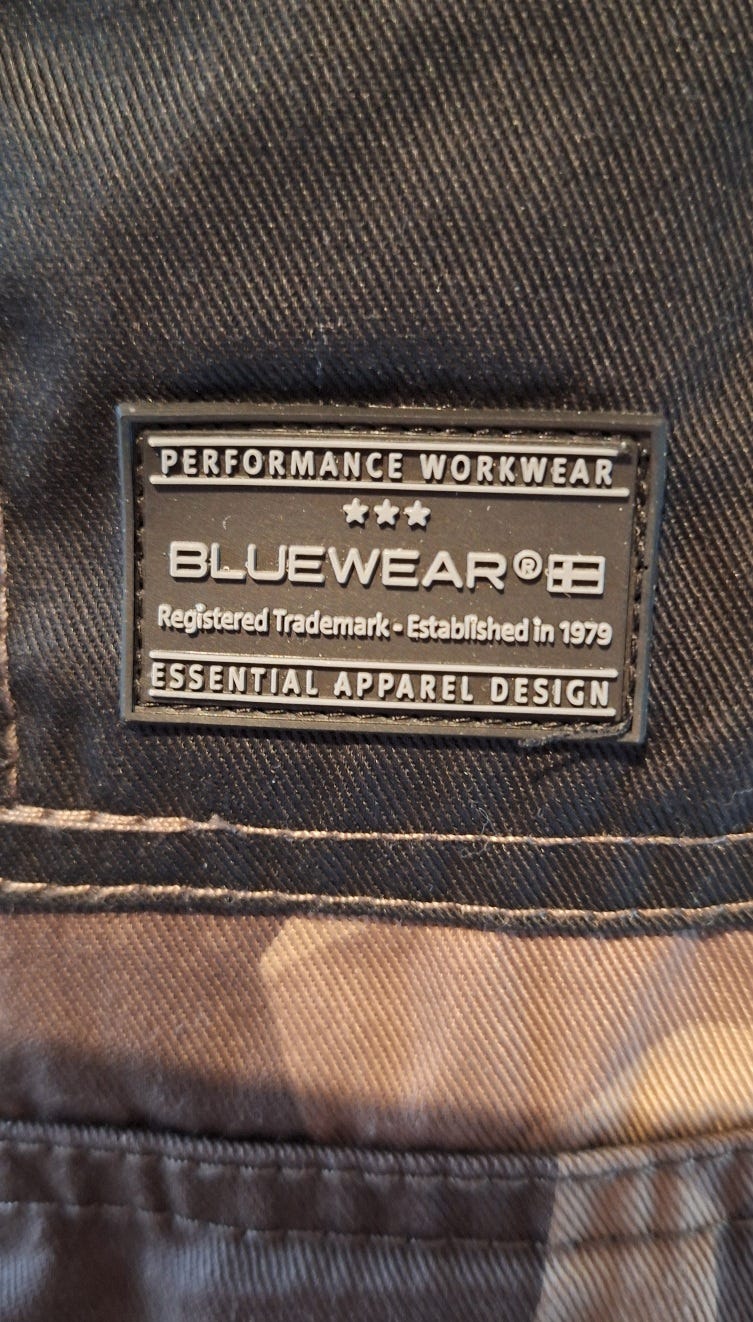 PERFORMANCE WORKWEAR
BLUEWEAR®
Registered Trademark - Established in 1979
ESSENTIAL APPAREL DESIGN